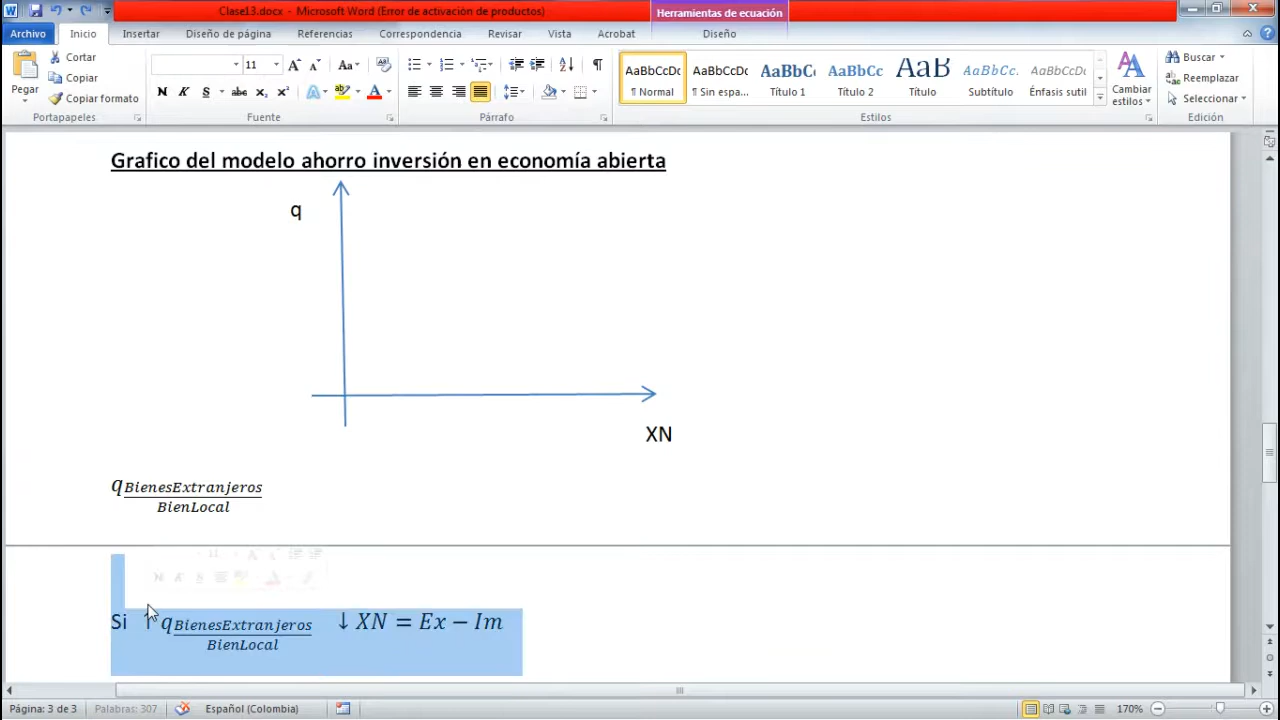 Clase13.docx - Microsoft Word (Error de activación de productos)
Herramientas de ecuación
Archivo Inicio Insertar Diseño de página Referencias Correspondencia Revisar Vista Acrobat Diseño
Pegar
Cortar
Copiar
Copiar formato
Portapapeles
11
Fuente
Párrafo
AaBbCcDc AaBbCcDc AaBbC AaBbCc AaB AaBbCc. AaBbCcDc
¶ Normal ¶ Sin espa... Título 1 Título 2 Título Subtítulo Énfasis sutil
Cambiar estilos
Estilos
Buscar
Reemplazar
Seleccionar
Edición
Grafico del modelo ahorro inversión en economía abierta
q
XN
q BienesExtranjeros
BienLocal
Si ↑ q BienesExtranjeros ↓ XN = Ex − Im
BienLocal
Página: 3 de 3 Palabras: 307 Español (Colombia) 170%